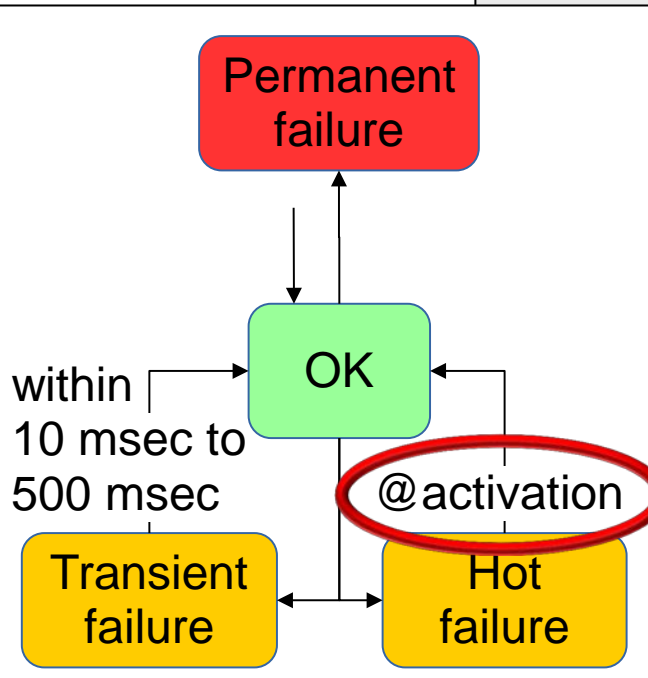 Permanent
failure
OK
within
10 msec to
500 msec
@activation
Transient
failure
Hot
failure